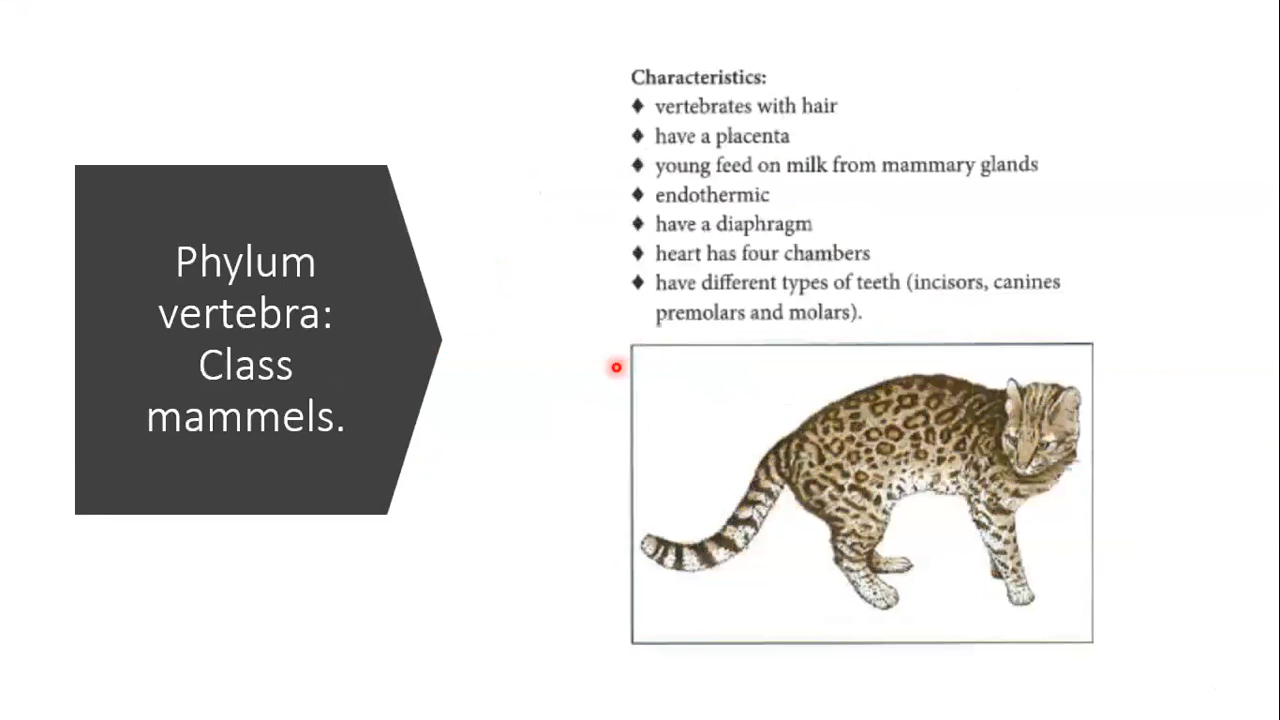 Phylum
vertebra:
Class
mammels.
Characteristics:
♦ vertebrates with hair
♦ have a placenta
♦ young feed on milk from mammary glands
♦ endothermic
♦ have a diaphragm
♦ heart has four chambers
♦ have different types of teeth (incisors, canines
premolars and molars).